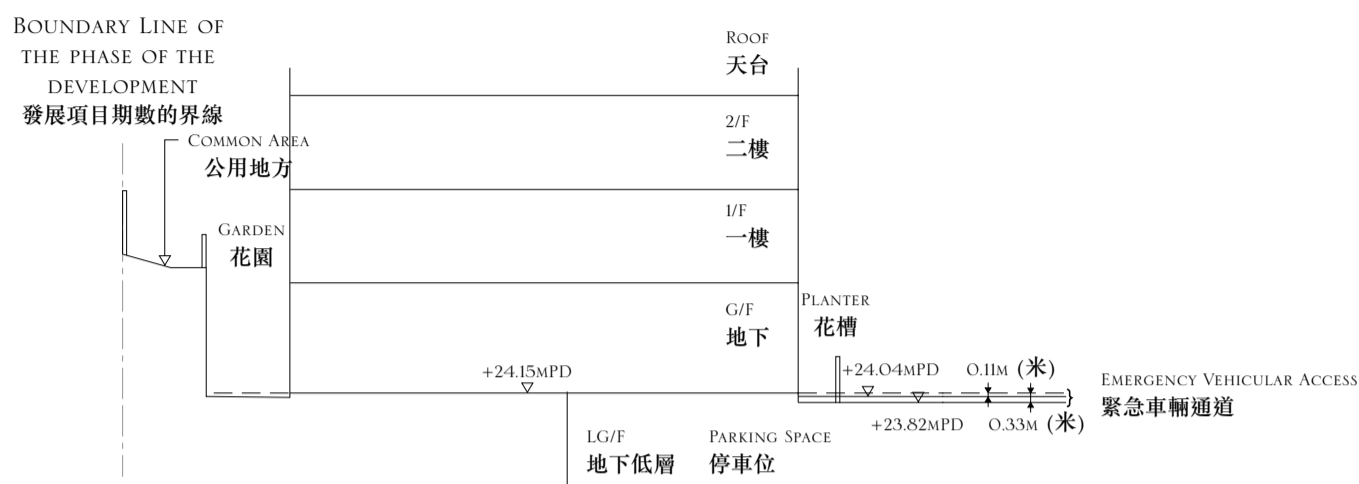 Boundary Line of
the phase of the
development
發展項目期數的界線
Common Area
公用地方
Garden
花園
Roof
天台
2/F
二樓
1/F
一樓
G/F
地下
Planter
花槽
+24.15mPD
+24.04mPD
0.11m (米)
+23.82mPD
0.33m (米)
Emergency Vehicular Access
緊急車輛通道
LG/F
地下低層
Parking Space
停車位